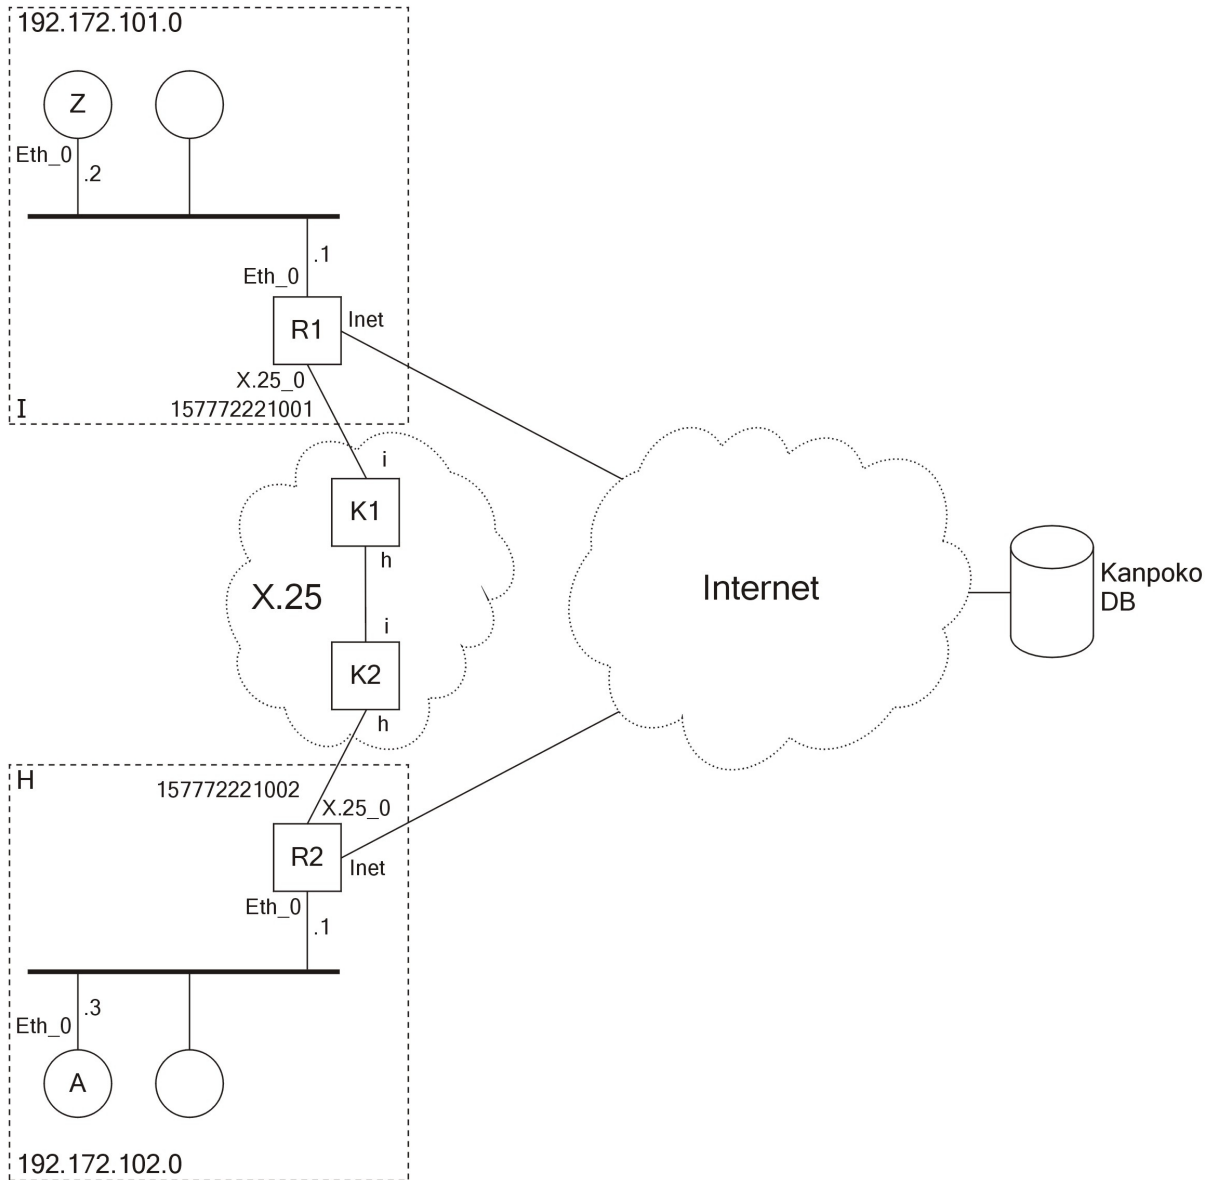 192.172.101.0
Z
Eth_0
.2
.1
Eth_0
R1
Inet
X.25_0
I
157772221001
i
K1
h
X.25
i
K2
h
Internet
Kanpoko
DB
H
157772221002
X.25_0
R2
Inet
Eth_0
.1
.3
Eth_0
A
192.172.102.0